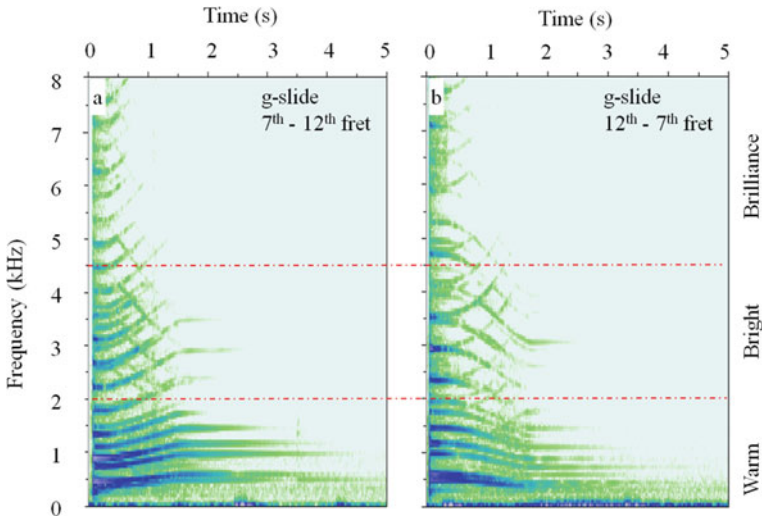 Time (s) Time (s)
0 1 2 3 4 5 0 1 2 3 4 5
8
7
6
5
4
3
2
1
0
Frequency (kHz)
a
g-slide
7th - 12th fret
b
g-slide
12th - 7th fret
Brilliance
Bright
Warm